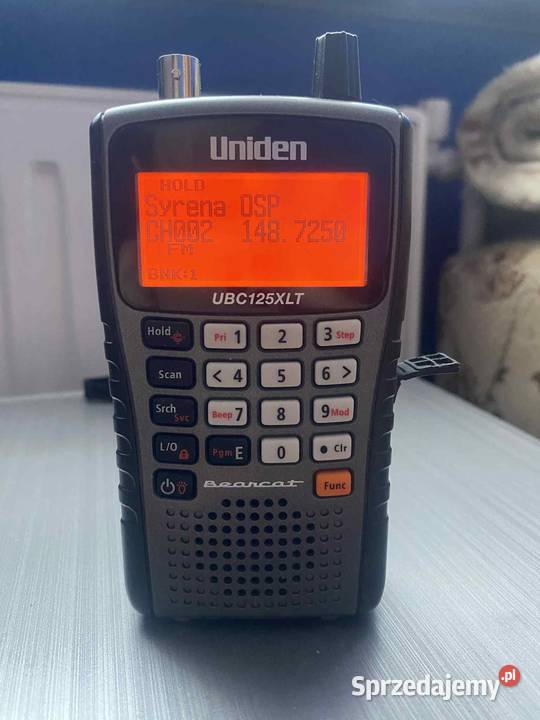 Uniden
HOLD
Syrena OSP
CH002 148.7250
FM
BNK:1
UBC125XLT
Hold Pri 1 2 3 Step
Scan < 4 5 6 >
Srch Svc Beep 7 8 9 Mod
L/O Pgm E 0 • Clr
Bearcat Func
Sprzedajemy.pl